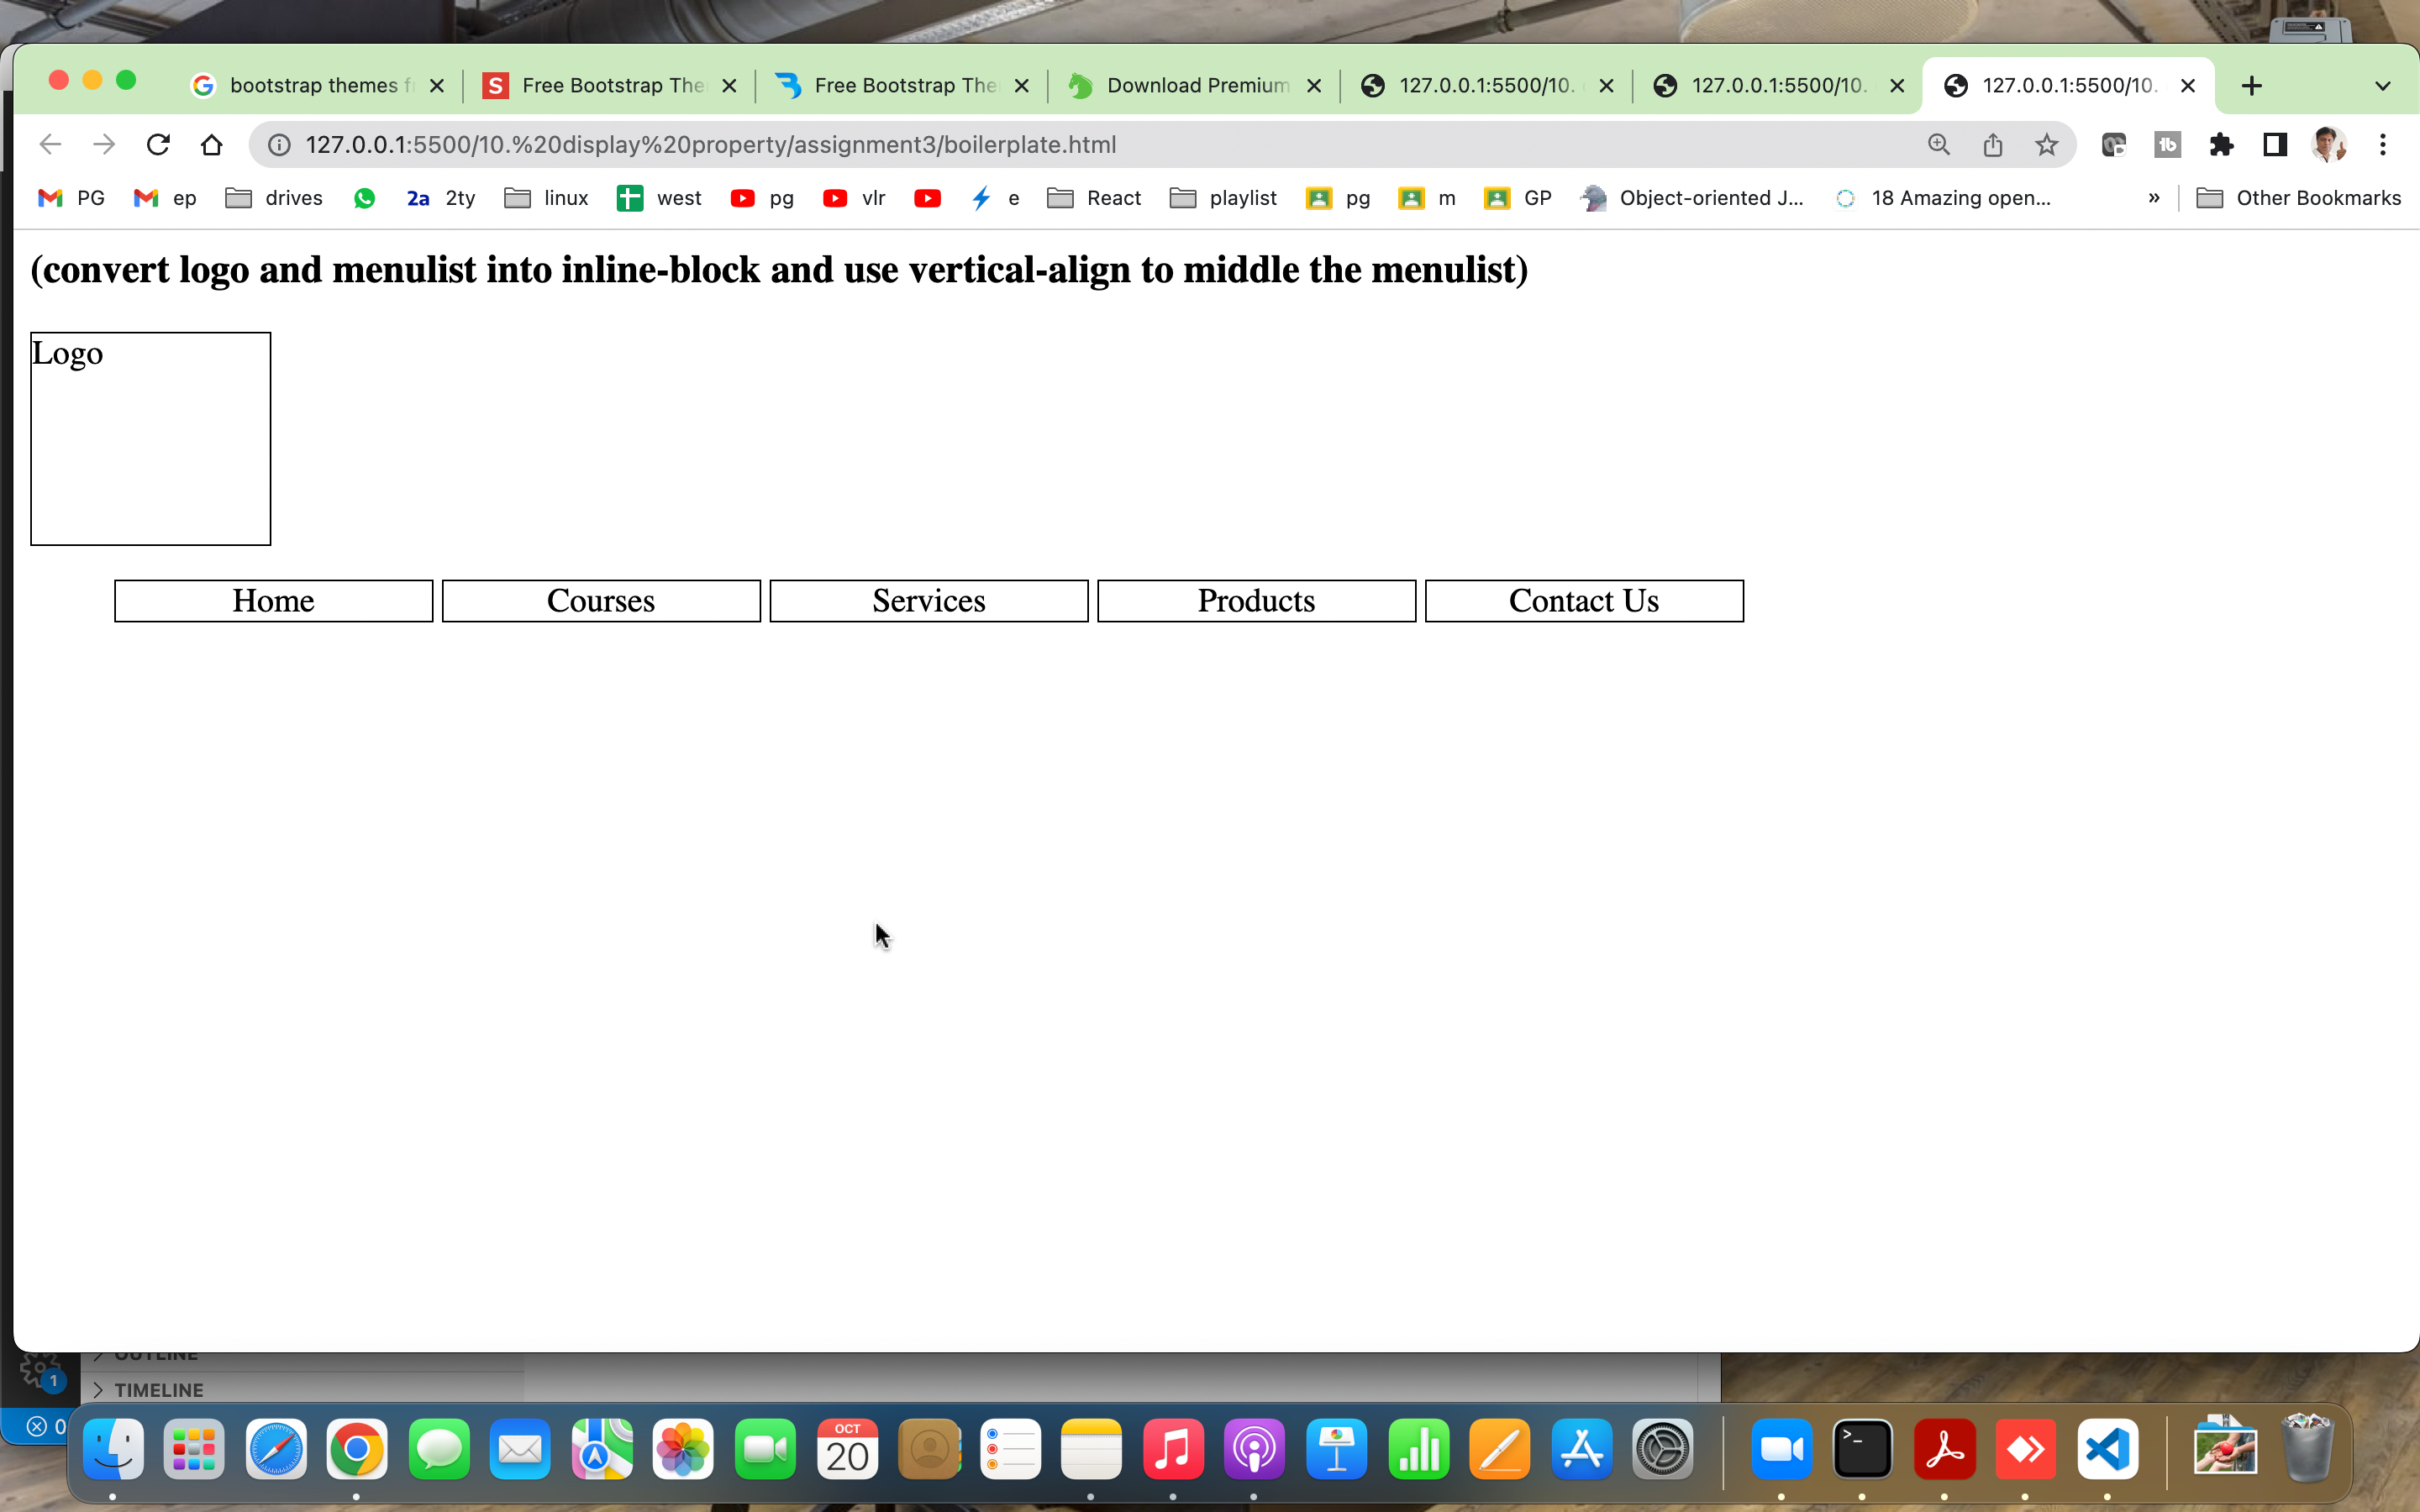 bootstrap themes f
Free Bootstrap The
Free Bootstrap The
Download Premium
127.0.0.1:5500/10.
127.0.0.1:5500/10.
127.0.0.1:5500/10.
127.0.0.1:5500/10.%20display%20property/assignment3/boilerplate.html
PG
ep
drives
2a 2ty
linux
west
pg
vlr
e
React
playlist
pg
m
GP
Object-oriented J...
18 Amazing open...
»
Other Bookmarks
(convert logo and menulist into inline-block and use vertical-align to middle the menulist)
Logo
Home
Courses
Services
Products
Contact Us
OUTLINE
1
TIMELINE
0
OCT
20